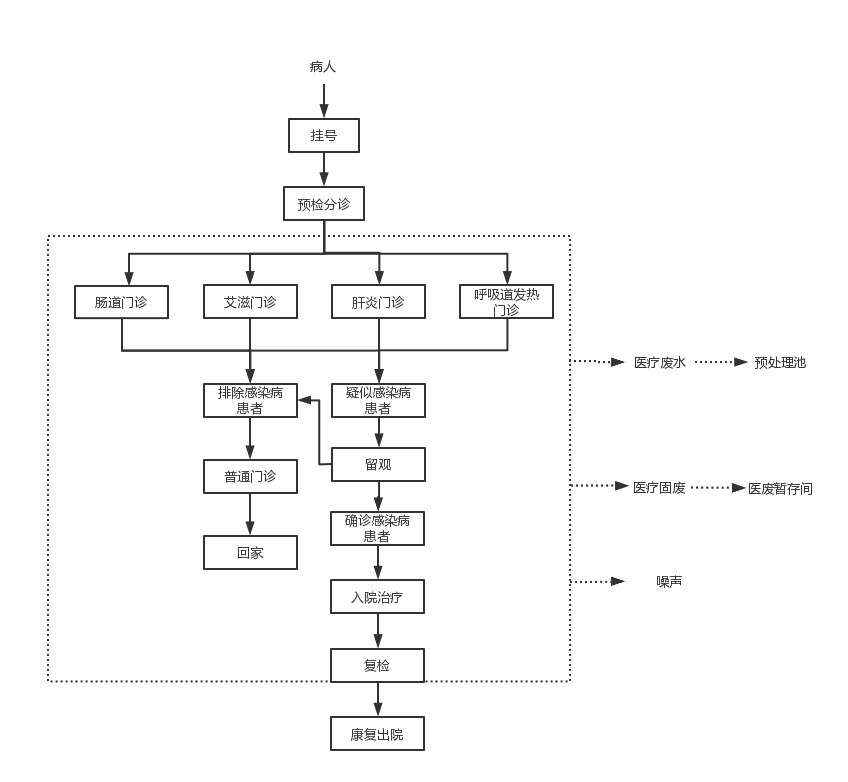 病人
挂号
预检分诊
肠道门诊
艾滋门诊
肝炎门诊
呼吸道发热
门诊
排除感染病
患者
疑似感染病
患者
普通门诊
留观
回家
确诊感染病
患者
入院治疗
复检
康复出院
医疗废水
预处理池
医疗固废
医废暂存间
噪声